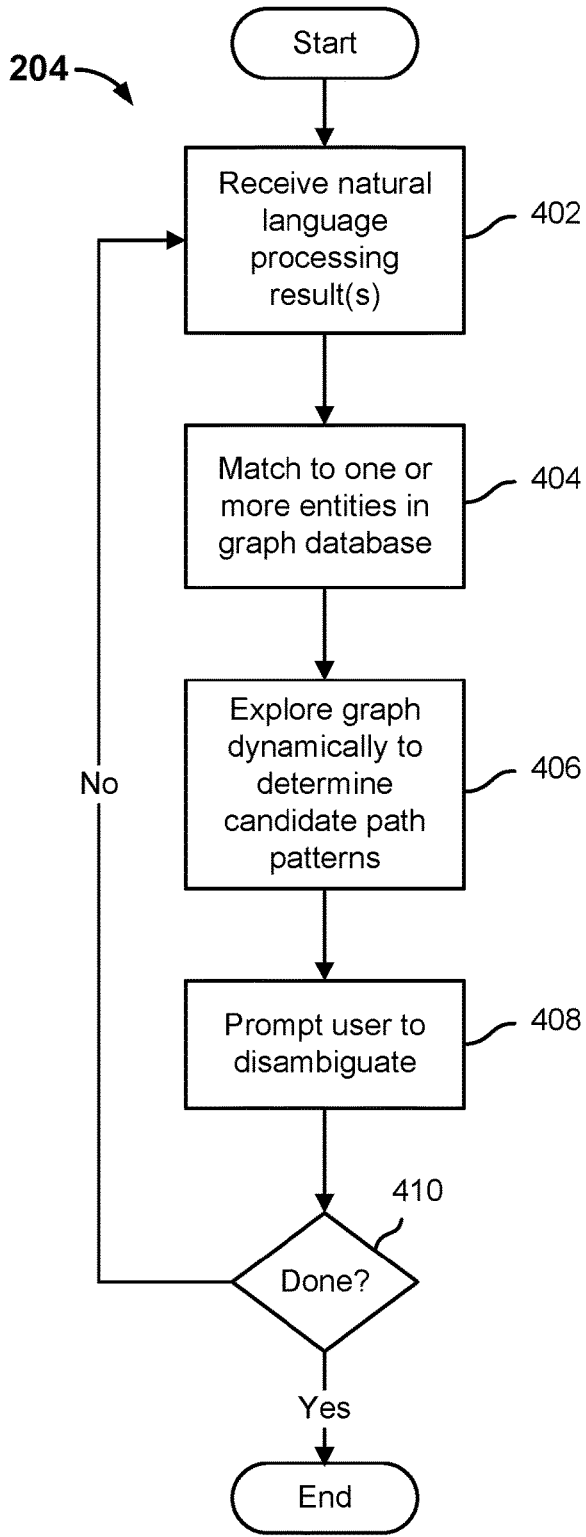 Start
204
Receive natural
language
processing
result(s)
402
Match to one or
more entities in
graph database
404
Explore graph
dynamically to
determine
candidate path
patterns
406
No
Prompt user to
disambiguate
408
410
Done?
Yes
End